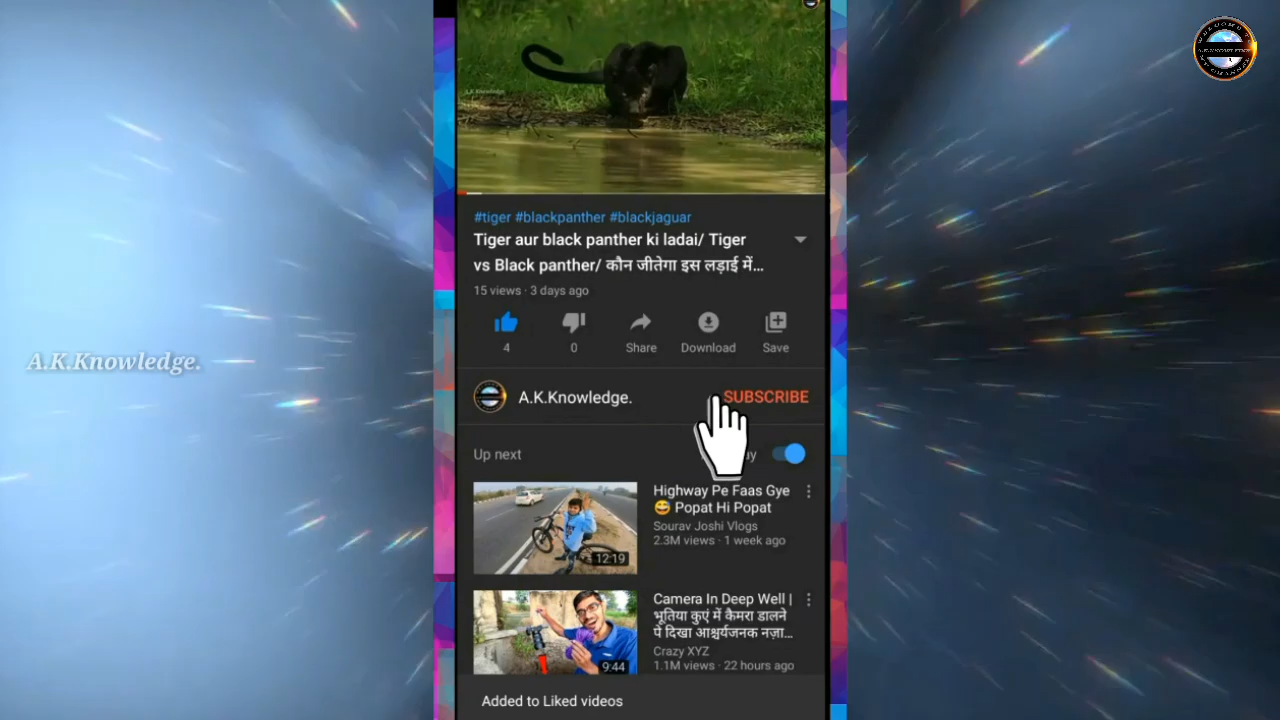 A.K.Knowledge.
#tiger #blackpanther #blackjaguar
Tiger aur black panther ki ladai/ Tiger
vs Black panther/ कौन जीतेगा इस लड़ाई में...
15 views · 3 days ago
4
0
Share
Download
Save
A.K.Knowledge.
SUBSCRIBE
A.K.Knowledge.
Up next
Highway Pe Faas Gye
😅 Popat Hi Popat
Sourav Joshi Vlogs
2.3M views · 1 week ago
12:19
Camera In Deep Well |
भूतिया कुएं में कैमरा डालने
पे दिखा आश्चर्यजनक नज़ा...
Crazy XYZ
1.1M views · 22 hours ago
9:44
Added to Liked videos